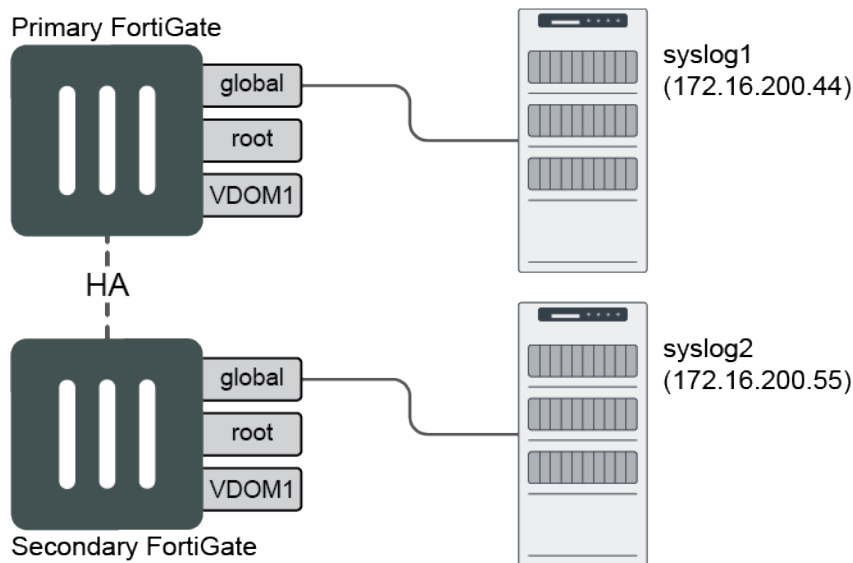 Primary FortiGate
global
root
VDOM1
syslog1
(172.16.200.44)
HA
global
root
VDOM1
syslog2
(172.16.200.55)
Secondary FortiGate